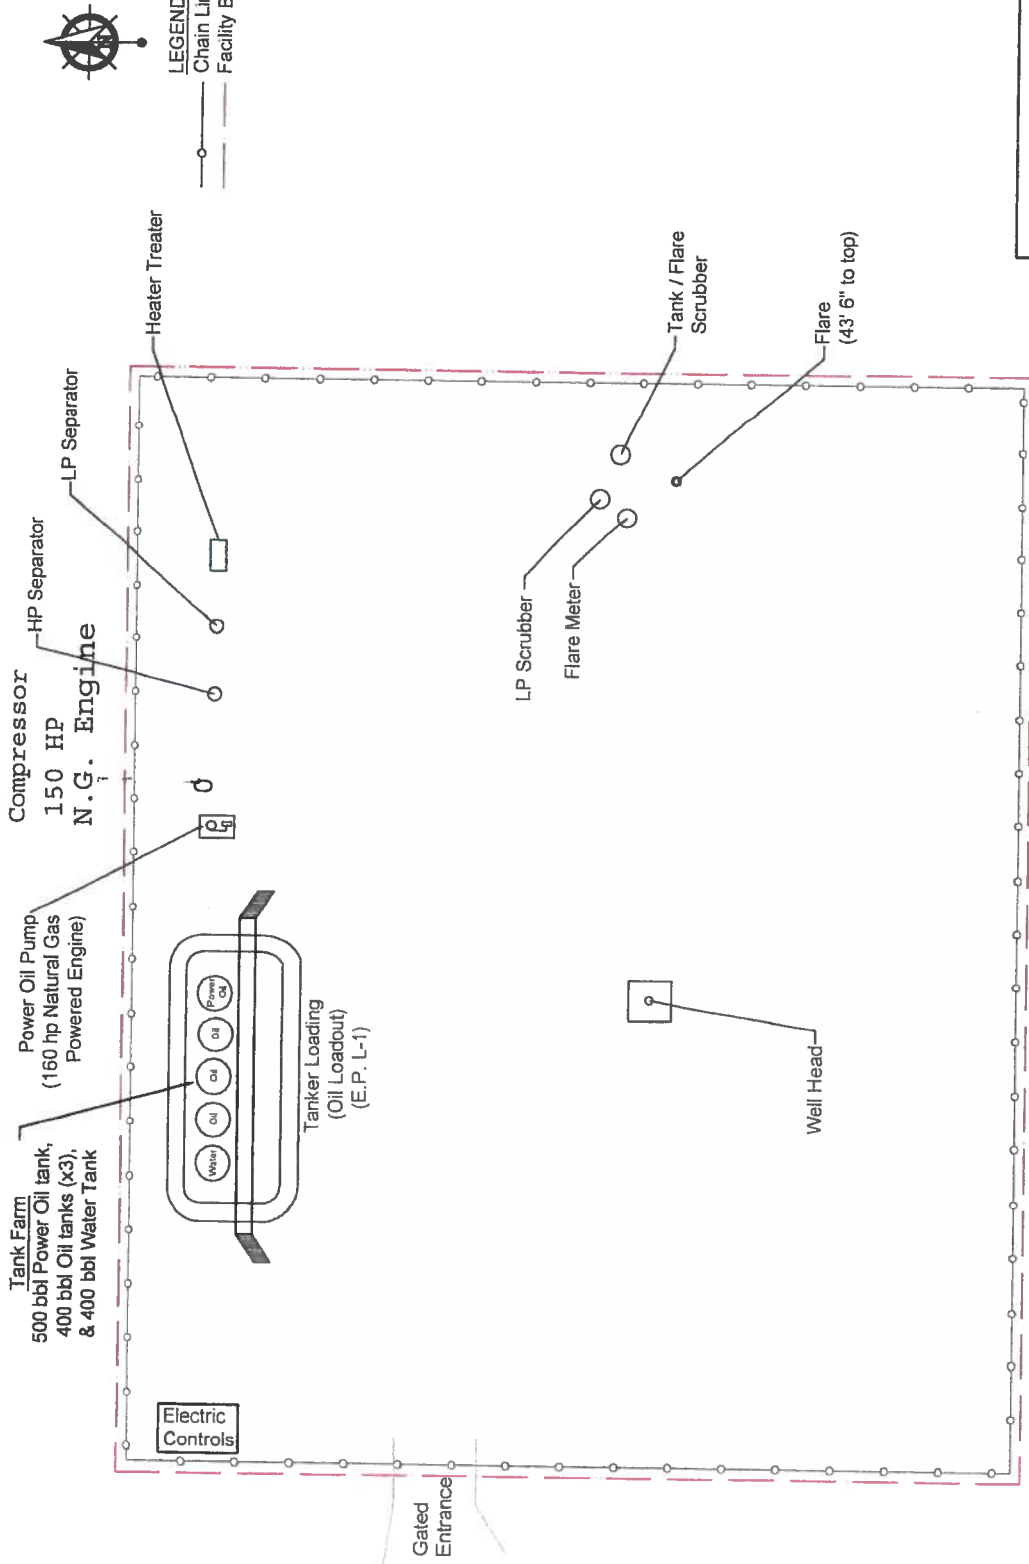 Tank Farm
500 bbl Power Oil tank,
400 bbl Oil tanks (x3),
& 400 bbl Water Tank
Power Oil Pump
(160 hp Natural Gas
Powered Engine)
Compressor
150 HP
N.G. Engine
HP Separator
LP Separator
Heater Treater
LEGEND
Chain Lin
Facility B
Electric
Controls
Water
Oil
Oil
Oil
Power
Oil
Tanker Loading
(Oil Loadout)
(E.P. L-1)
Gated
Entrance
Well Head
LP Scrubber
Flare Meter
Tank / Flare
Scrubber
Flare
(43' 6" to top)